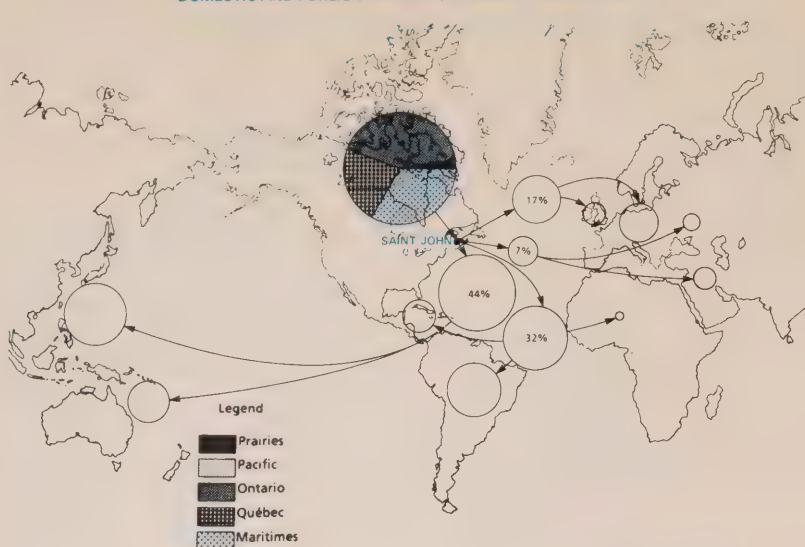 SAINT JOHN
17%
7%
44%
32%
Legend
Prairies
Pacific
Ontario
Québec
Maritimes